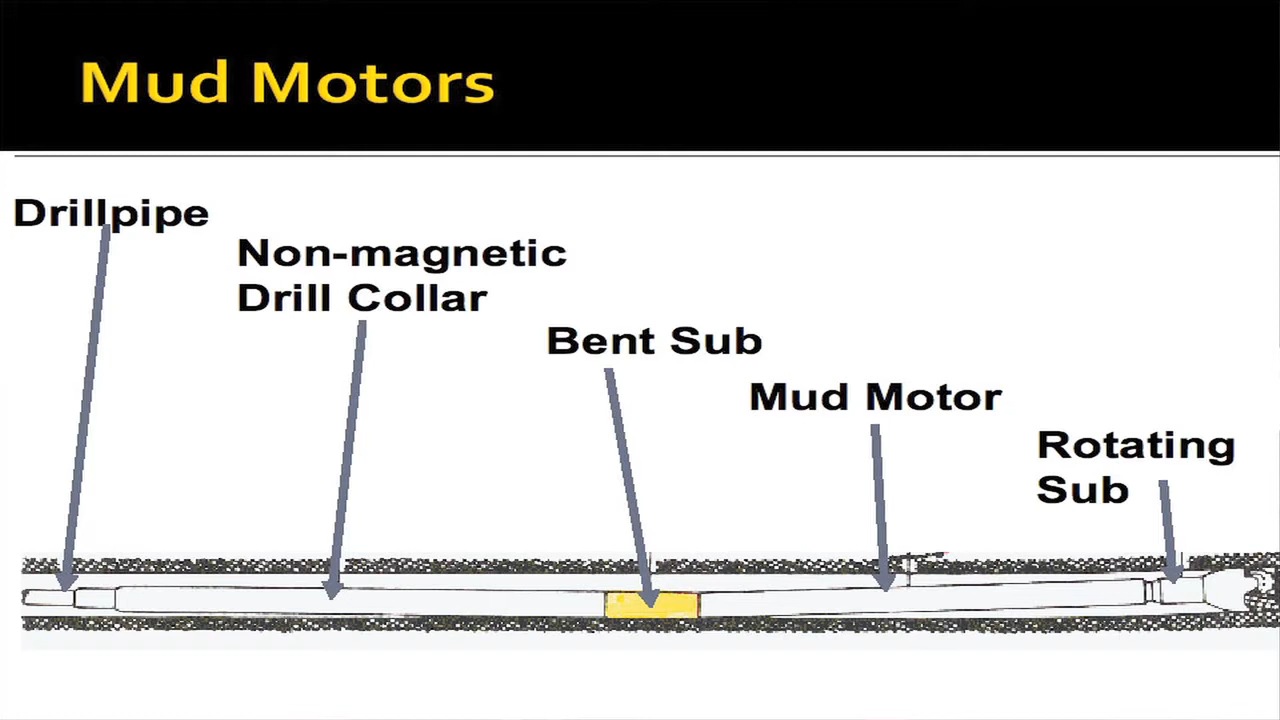 Mud Motors
Drillpipe
Non-magnetic
Drill Collar
Bent Sub
Mud Motor
Rotating
Sub